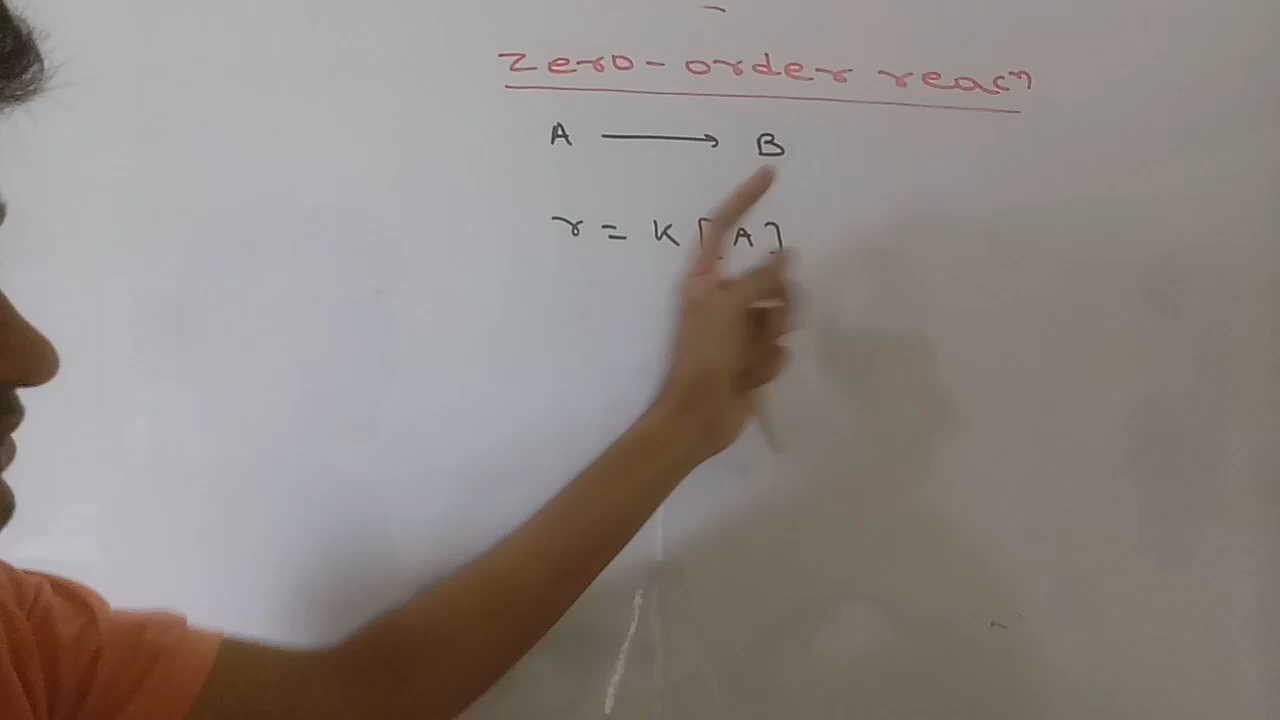 Zero-order reacn
A ⟶ B
r = K [A]